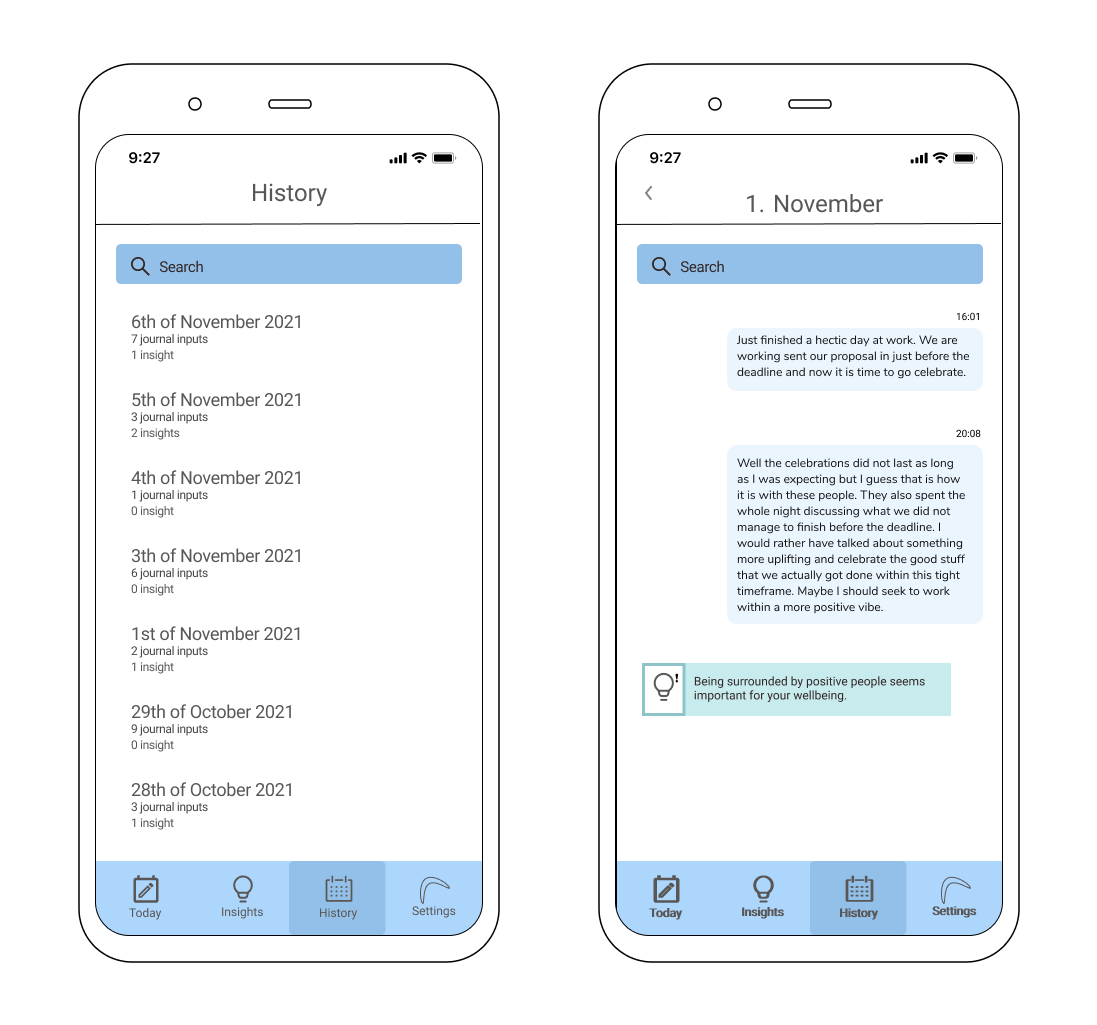 9:27
History
Search
6th of November 2021
7 journal inputs
1 insight
5th of November 2021
3 journal inputs
2 insights
4th of November 2021
1 journal inputs
0 insight
3th of November 2021
6 journal inputs
0 insight
1st of November 2021
2 journal inputs
1 insight
29th of October 2021
9 journal inputs
0 insight
28th of October 2021
3 journal inputs
1 insight
Today
Insights
History
Settings
9:27
1. November
Search
16:01
Just finished a hectic day at work. We are
working sent our proposal in just before the
deadline and now it is time to go celebrate.
20:08
Well the celebrations did not last as long
as I was expecting but I guess that is how
it is with these people. They also spent the
whole night discussing what we did not
manage to finish before the deadline. I
would rather have talked about something
more uplifting and celebrate the good stuff
that we actually got done within this tight
timeframe. Maybe I should seek to work
within a more positive vibe.
!
Being surrounded by positive people seems
important for your wellbeing.
Today
Insights
History
Settings